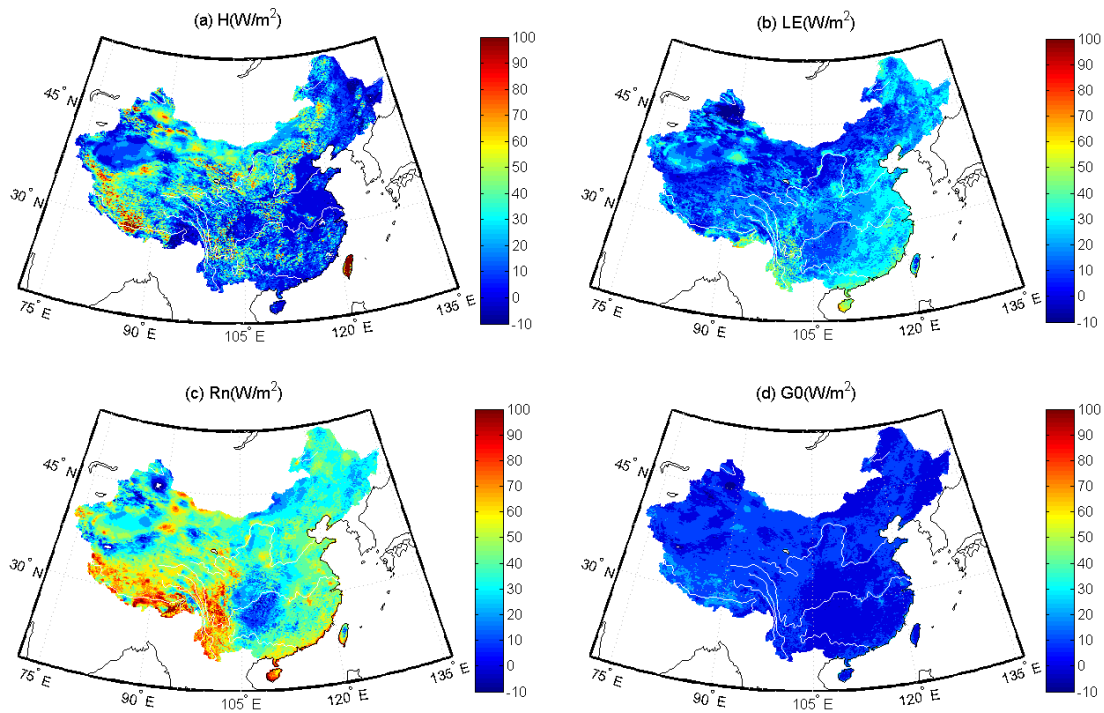 (a) H(W/m²)
100
90
80
70
60
50
40
30
20
10
0
-10
45° N
30° N
75° E
90° E
105° E
120° E
135° E
(b) LE(W/m²)
100
90
80
70
60
50
40
30
20
10
0
-10
45° N
30° N
75° E
90° E
105° E
120° E
135° E
(c) Rn(W/m²)
100
90
80
70
60
50
40
30
20
10
0
-10
45° N
30° N
75° E
90° E
105° E
120° E
135° E
(d) G0(W/m²)
100
90
80
70
60
50
40
30
20
10
0
-10
45° N
30° N
75° E
90° E
105° E
120° E
135° E